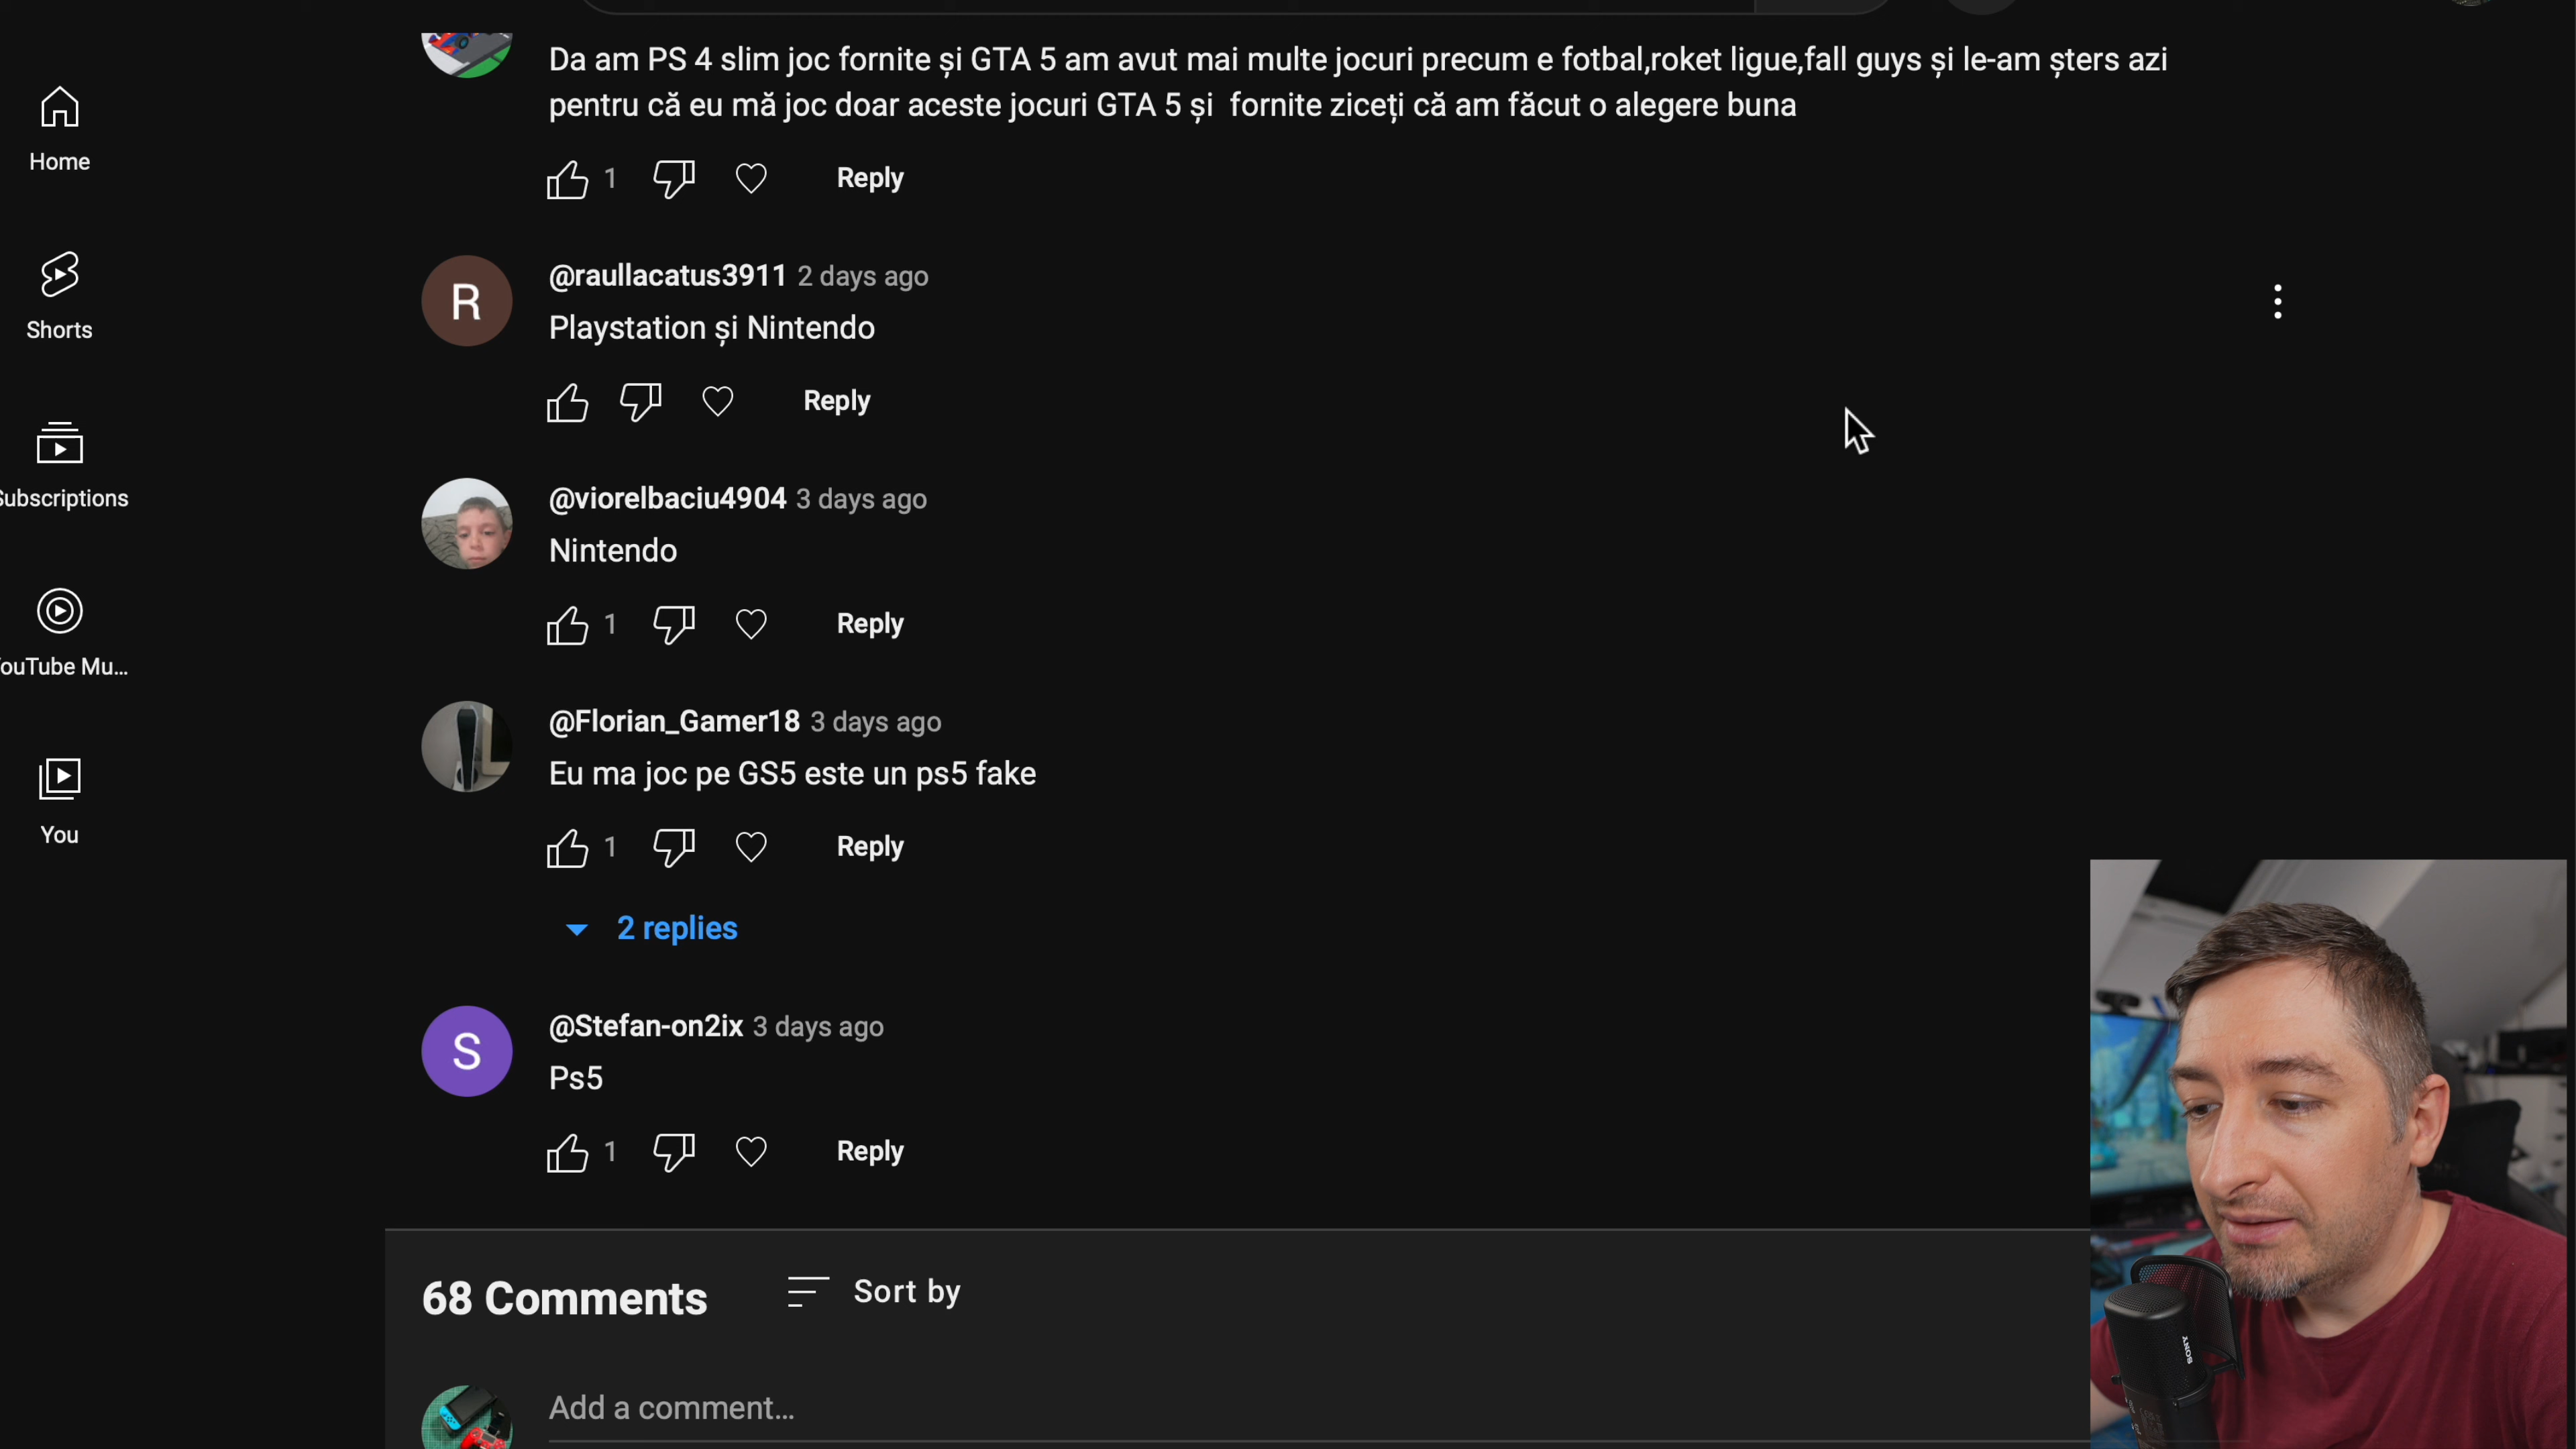 Da am PS 4 slim joc fornite și GTA 5 am avut mai multe jocuri precum e fotbal,roket ligue,fall guys și le-am șters azi
pentru că eu mă joc doar aceste jocuri GTA 5 și  fornite ziceți că am făcut o alegere buna
1 Reply
Home
@raullacatus3911 2 days ago
Playstation și Nintendo
Shorts
Reply
@viorelbaciu4904 3 days ago
Subscriptions
Nintendo
1 Reply
ouTube Mu...
@Florian_Gamer18 3 days ago
Eu ma joc pe GS5 este un ps5 fake
You
1 Reply
2 replies
R
S
@Stefan-on2ix 3 days ago
Ps5
1 Reply
68 Comments Sort by
Add a comment...
SONY